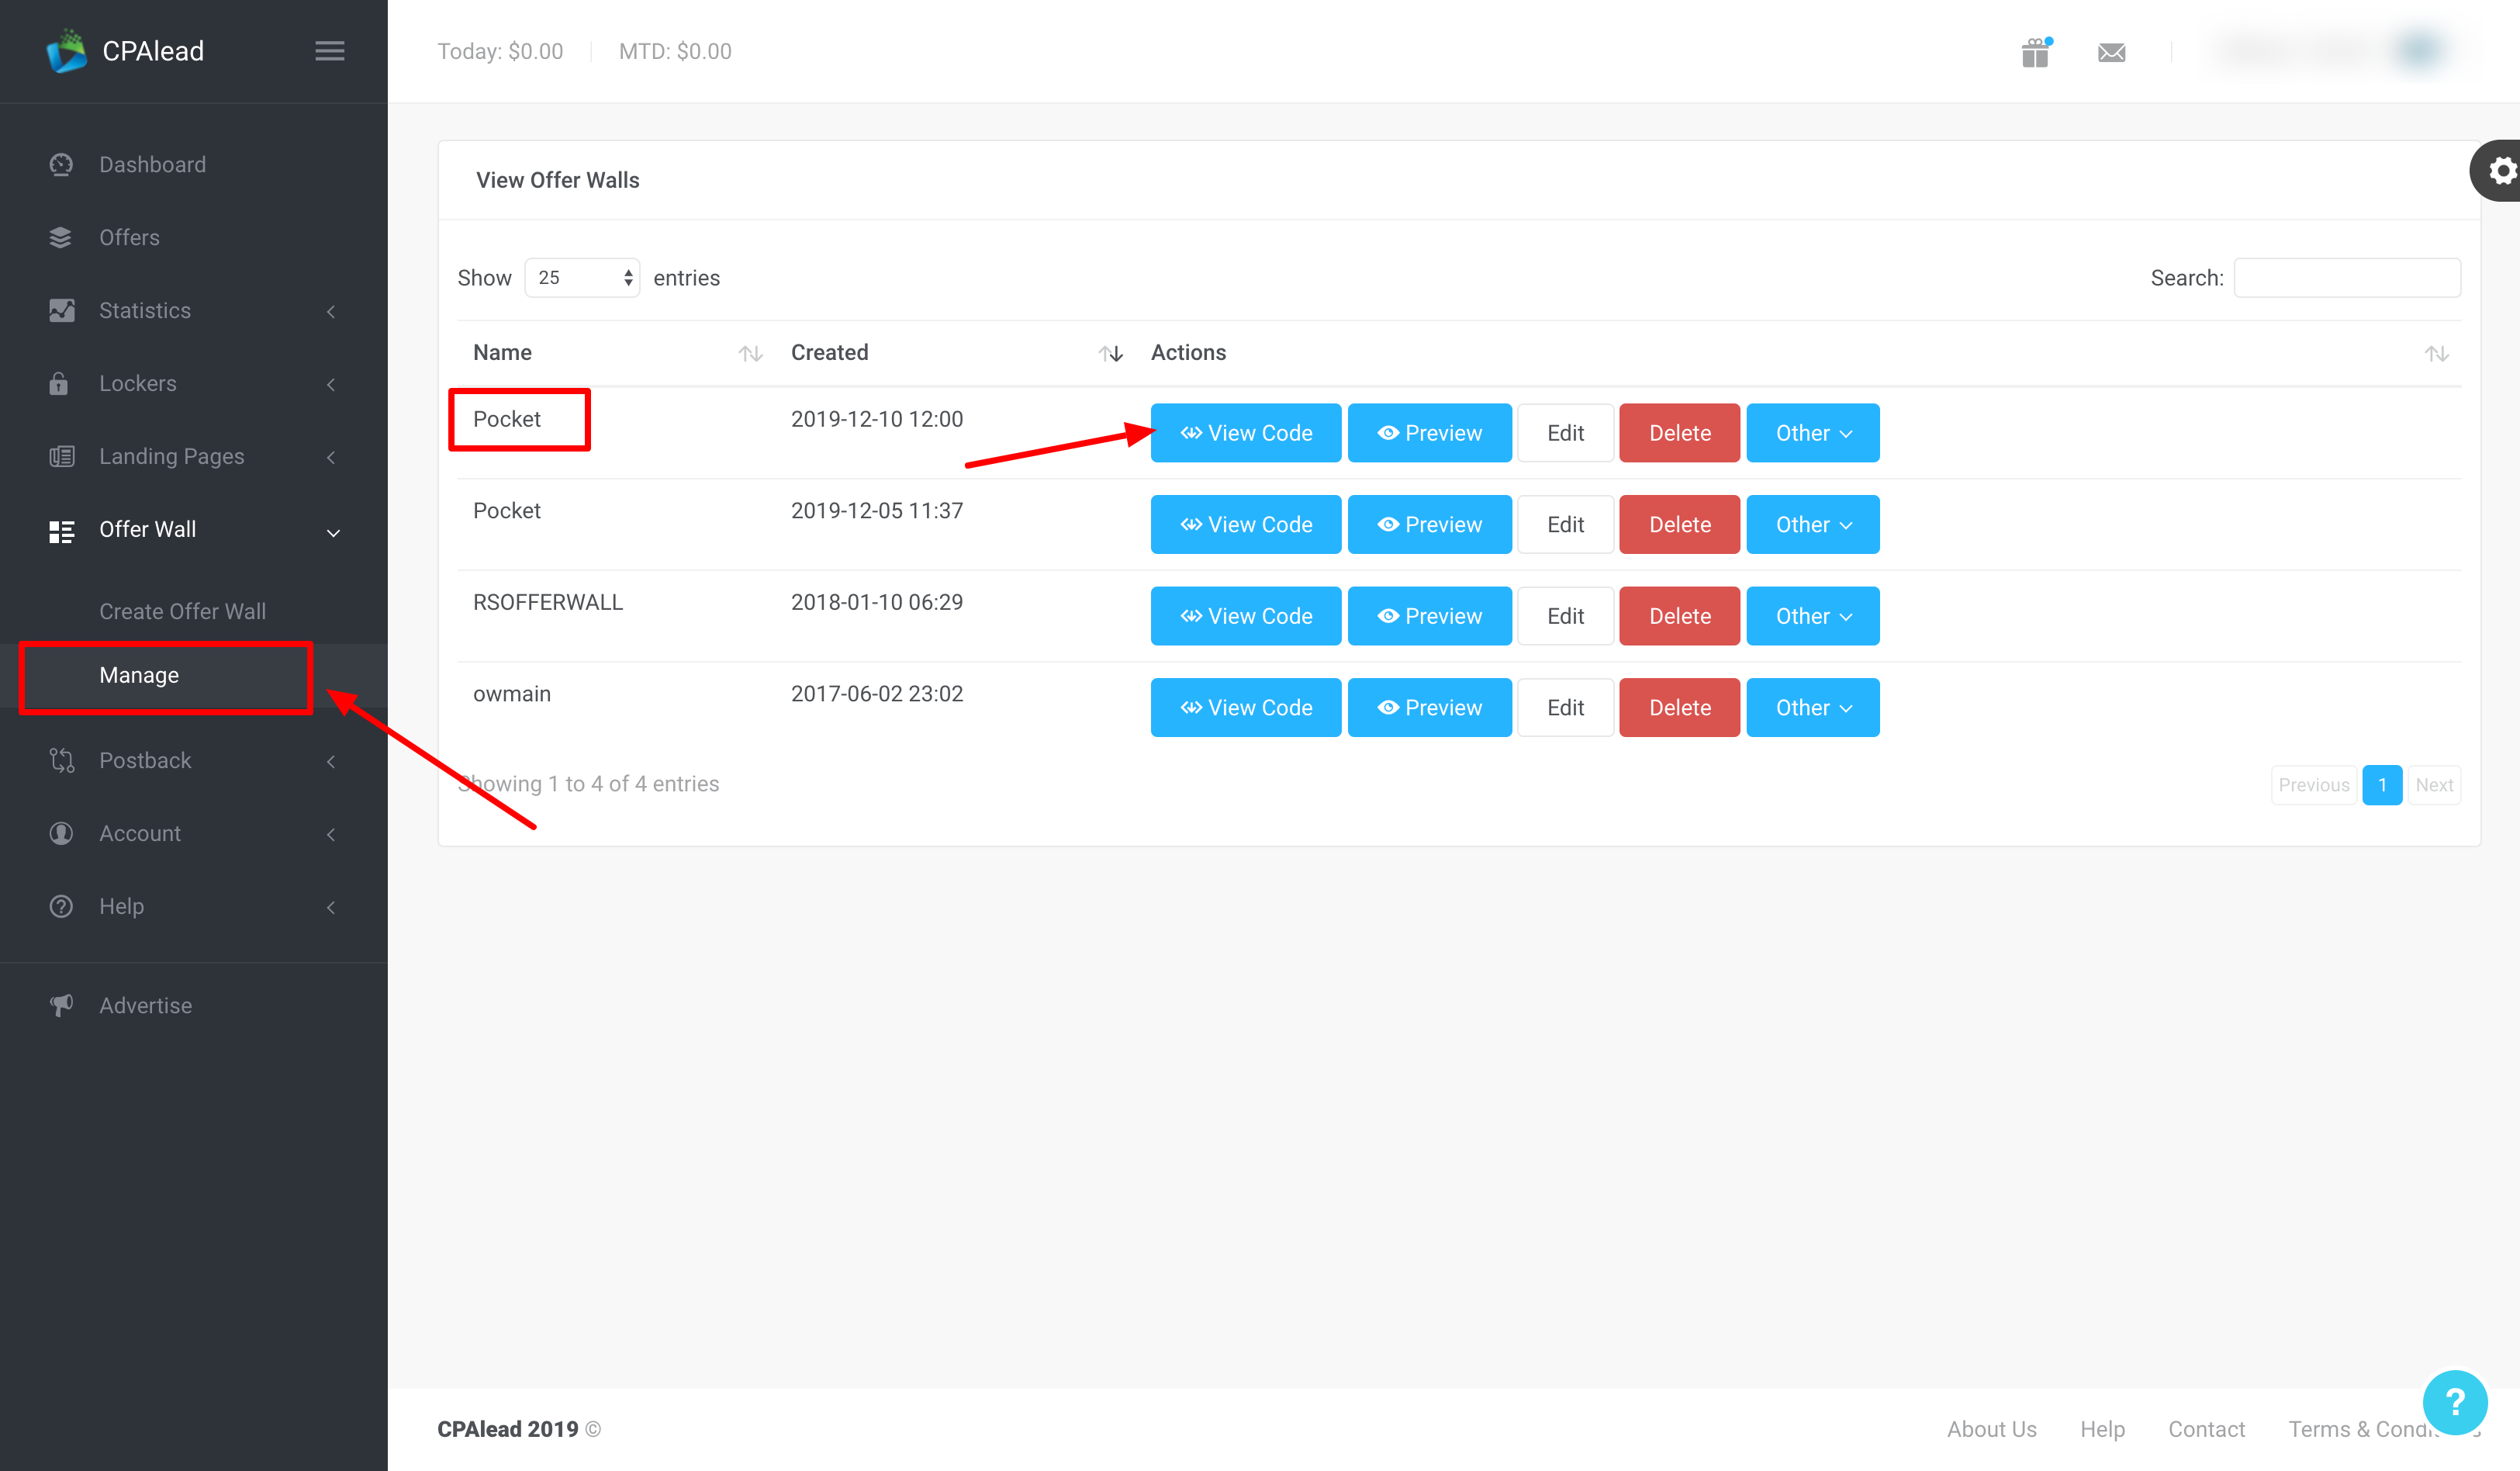 CPAlead
Today: $0.00 MTD: $0.00
Dashboard
Offers
Statistics
Lockers
Landing Pages
Offer Wall
Create Offer Wall
Manage
Postback
Account
Help
Advertise
View Offer Walls
Show 25 entries Search:
Name Created Actions
Pocket 2019-12-10 12:00 View Code Preview Edit Delete Other
Pocket 2019-12-05 11:37 View Code Preview Edit Delete Other
RSOFFERWALL 2018-01-10 06:29 View Code Preview Edit Delete Other
owmain 2017-06-02 23:02 View Code Preview Edit Delete Other
Showing 1 to 4 of 4 entries Previous 1 Next
CPAlead 2019 © About Us Help Contact Terms &
?